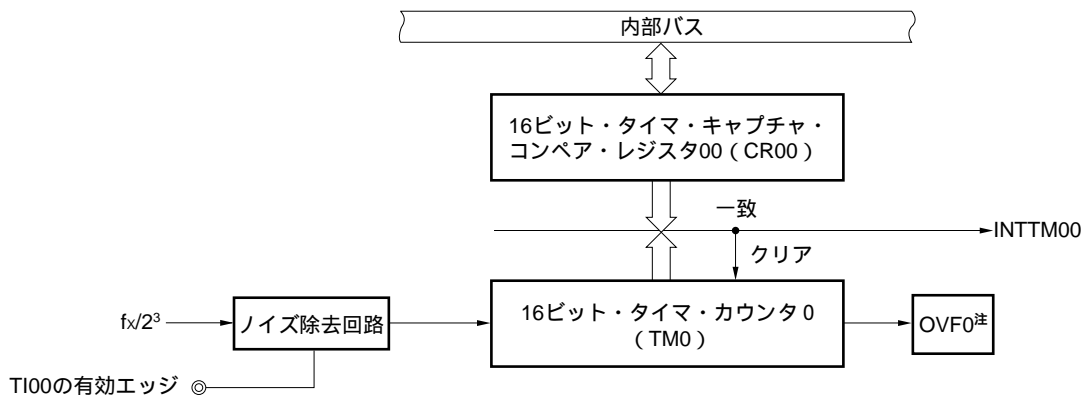 内部バス
16ビット・タイマ・キャプチャ・
コンペア・レジスタ00（CR00）
一致
INTTM00
クリア
fx/2³
ノイズ除去回路
16ビット・タイマ・カウンタ0
（TM0）
OVF0注
TI00の有効エッジ